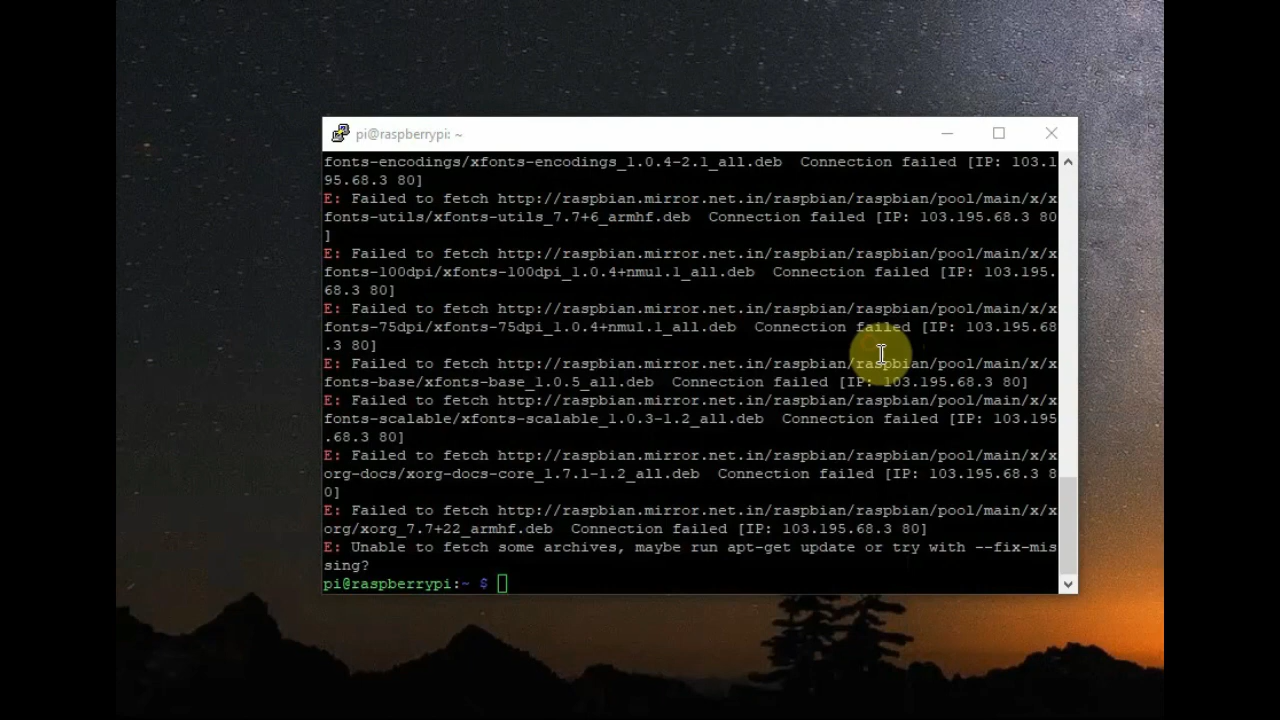 pi@raspberrypi: ~
fonts-encodings/xfonts-encodings_1.0.4-2.1_all.deb  Connection failed [IP: 103.1
95.68.3 80]
E: Failed to fetch http://raspbian.mirror.net.in/raspbian/raspbian/pool/main/x/x
fonts-utils/xfonts-utils_7.7+6_armhf.deb  Connection failed [IP: 103.195.68.3 80
]
E: Failed to fetch http://raspbian.mirror.net.in/raspbian/raspbian/pool/main/x/x
fonts-100dpi/xfonts-100dpi_1.0.4+nmu1.1_all.deb  Connection failed [IP: 103.195.
68.3 80]
E: Failed to fetch http://raspbian.mirror.net.in/raspbian/raspbian/pool/main/x/x
fonts-75dpi/xfonts-75dpi_1.0.4+nmu1.1_all.deb  Connection failed [IP: 103.195.68
.3 80]
E: Failed to fetch http://raspbian.mirror.net.in/raspbian/raspbian/pool/main/x/x
fonts-base/xfonts-base_1.0.5_all.deb  Connection failed [IP: 103.195.68.3 80]
E: Failed to fetch http://raspbian.mirror.net.in/raspbian/raspbian/pool/main/x/x
fonts-scalable/xfonts-scalable_1.0.3-1.2_all.deb  Connection failed [IP: 103.195
.68.3 80]
E: Failed to fetch http://raspbian.mirror.net.in/raspbian/raspbian/pool/main/x/x
org-docs/xorg-docs-core_1.7.1-1.2_all.deb  Connection failed [IP: 103.195.68.3 8
0]
E: Failed to fetch http://raspbian.mirror.net.in/raspbian/raspbian/pool/main/x/x
org/xorg_7.7+22_armhf.deb  Connection failed [IP: 103.195.68.3 80]
E: Unable to fetch some archives, maybe run apt-get update or try with --fix-mis
sing?
pi@raspberrypi:~ $